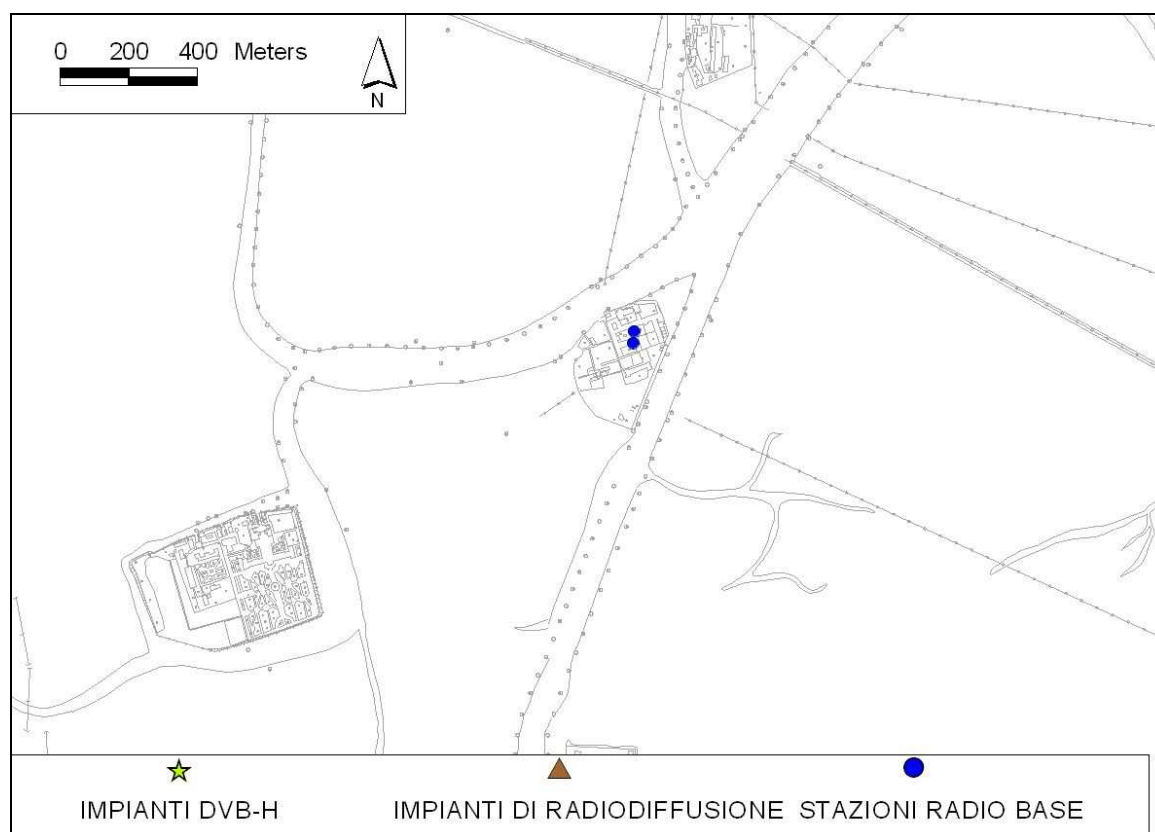 0 200 400 Meters
N
IMPIANTI DVB-H IMPIANTI DI RADIODIFFUSIONE STAZIONI RADIO BASE